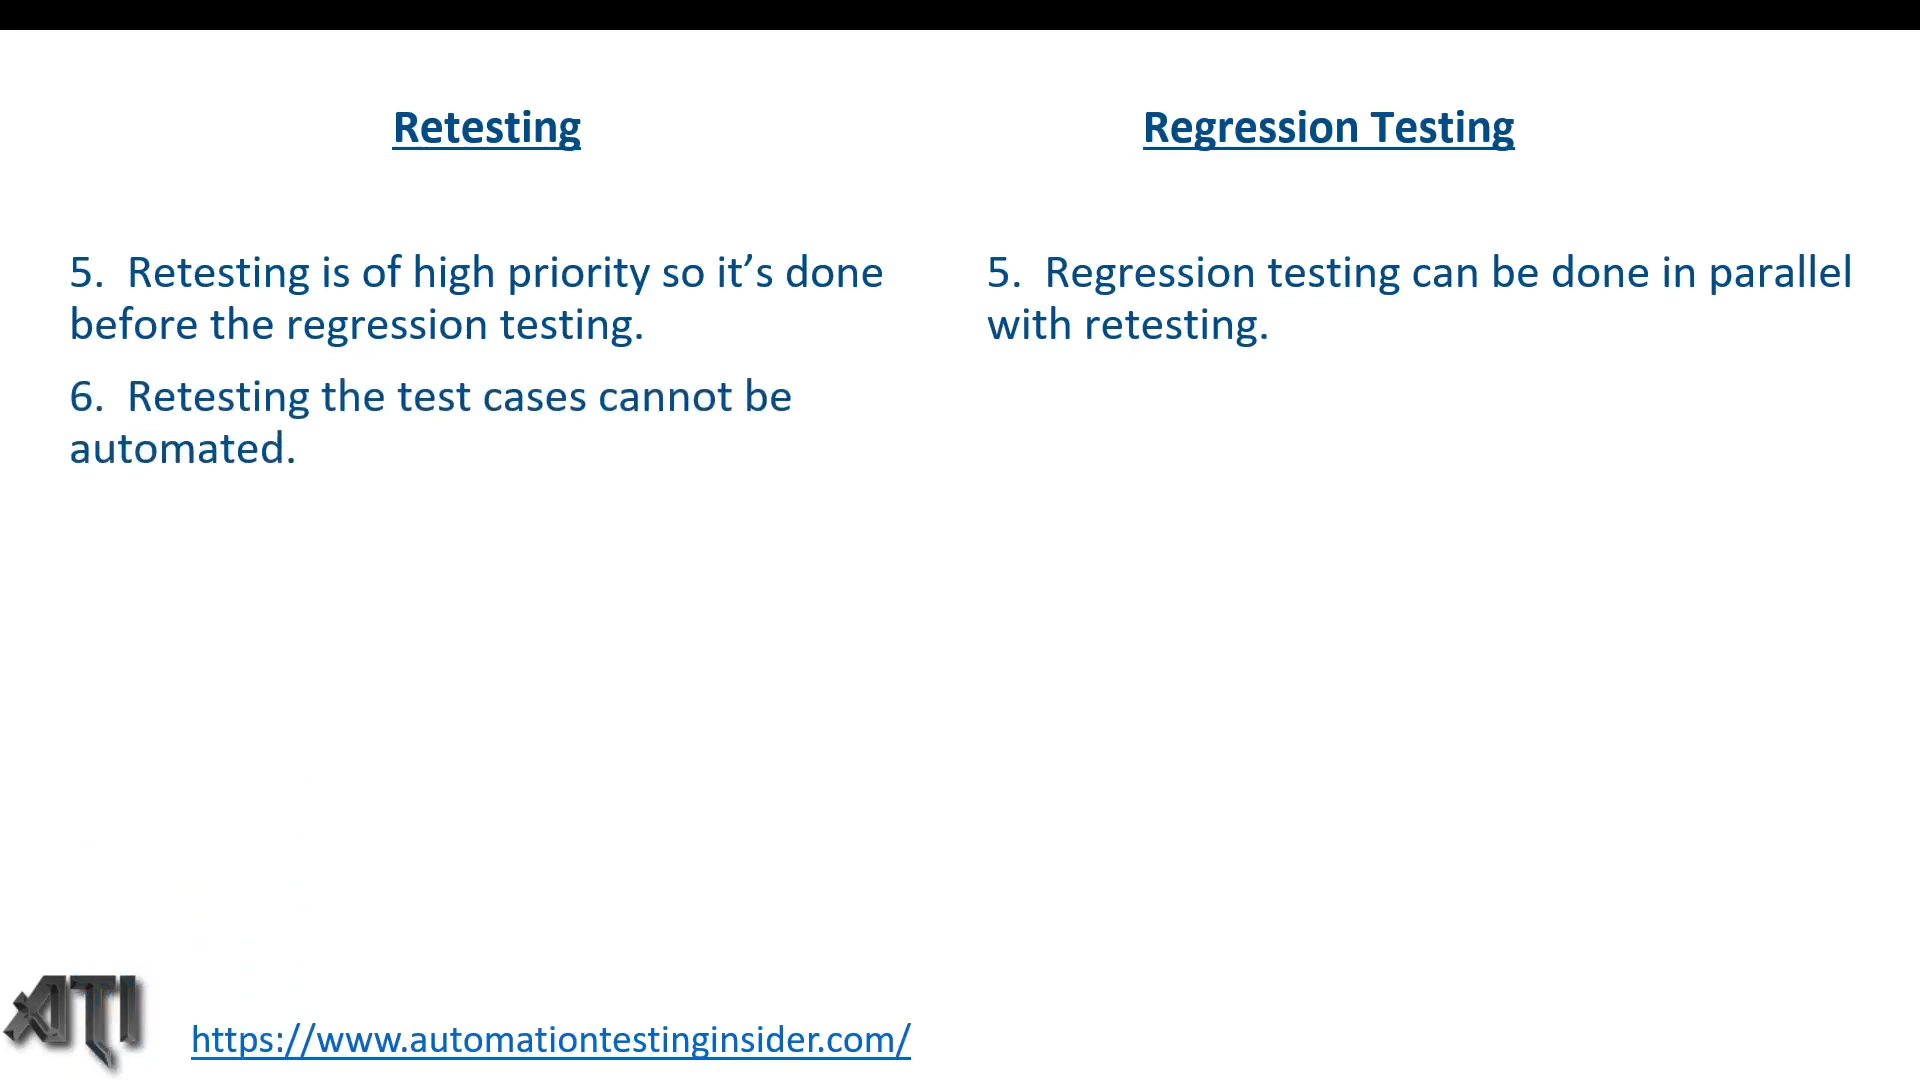 Retesting
Regression Testing
5. Retesting is of high priority so it’s done
before the regression testing.
6. Retesting the test cases cannot be
automated.
5. Regression testing can be done in parallel
with retesting.
ATI
https://www.automationtestinginsider.com/